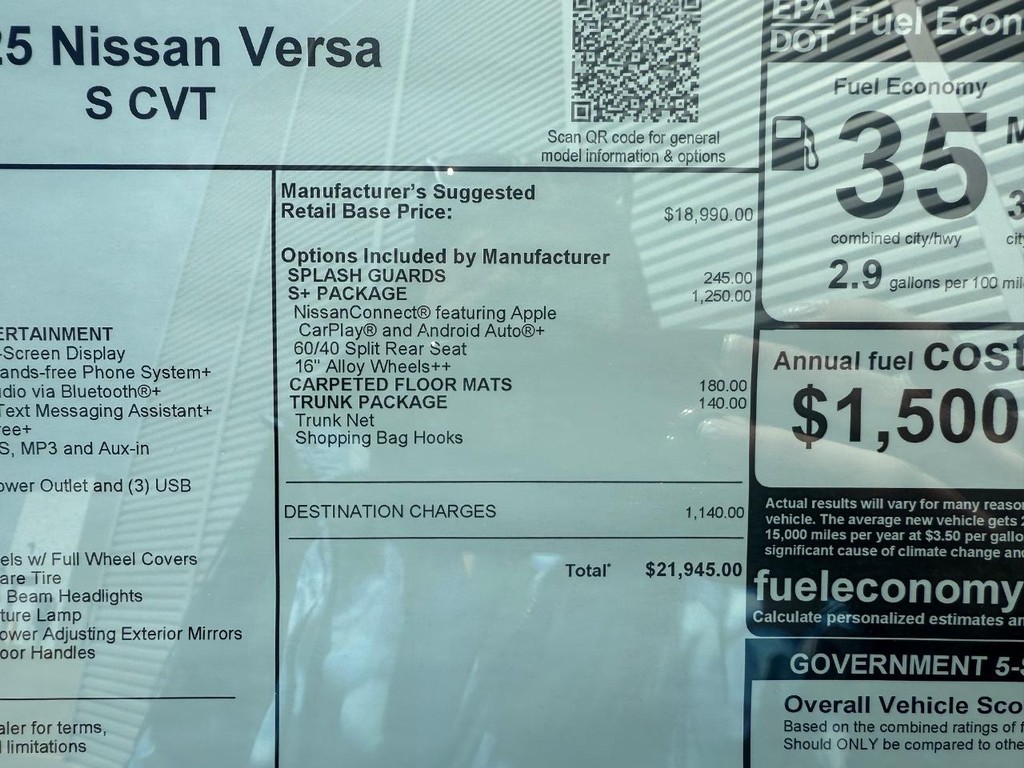 25 Nissan Versa
S CVT
Scan QR code for general
model information & options
Manufacturer's Suggested
Retail Base Price: $18,990.00
Options Included by Manufacturer
SPLASH GUARDS 245.00
S+ PACKAGE 1,250.00
NissanConnect® featuring Apple
CarPlay® and Android Auto®+
60/40 Split Rear Seat
16" Alloy Wheels++
CARPETED FLOOR MATS 180.00
TRUNK PACKAGE 140.00
Trunk Net
Shopping Bag Hooks
DESTINATION CHARGES 1,140.00
Total* $21,945.00
ERTAINMENT
-Screen Display
ands-free Phone System+
udio via Bluetooth®+
Text Messaging Assistant+
ree+
S, MP3 and Aux-in
ower Outlet and (3) USB
els w/ Full Wheel Covers
are Tire
Beam Headlights
ture Lamp
ower Adjusting Exterior Mirrors
oor Handles
aler for terms,
limitations
EPA
DOT Fuel Econ
Fuel Economy
35 M
combined city/hwy
3
city
2.9 gallons per 100 mil
Annual fuel COST
$1,500
Actual results will vary for many reaso
vehicle. The average new vehicle gets 2
15,000 miles per year at $3.50 per gallo
significant cause of climate change and
fueleconomy
Calculate personalized estimates an
GOVERNMENT 5-S
Overall Vehicle Sco
Based on the combined ratings of f
Should ONLY be compared to othe